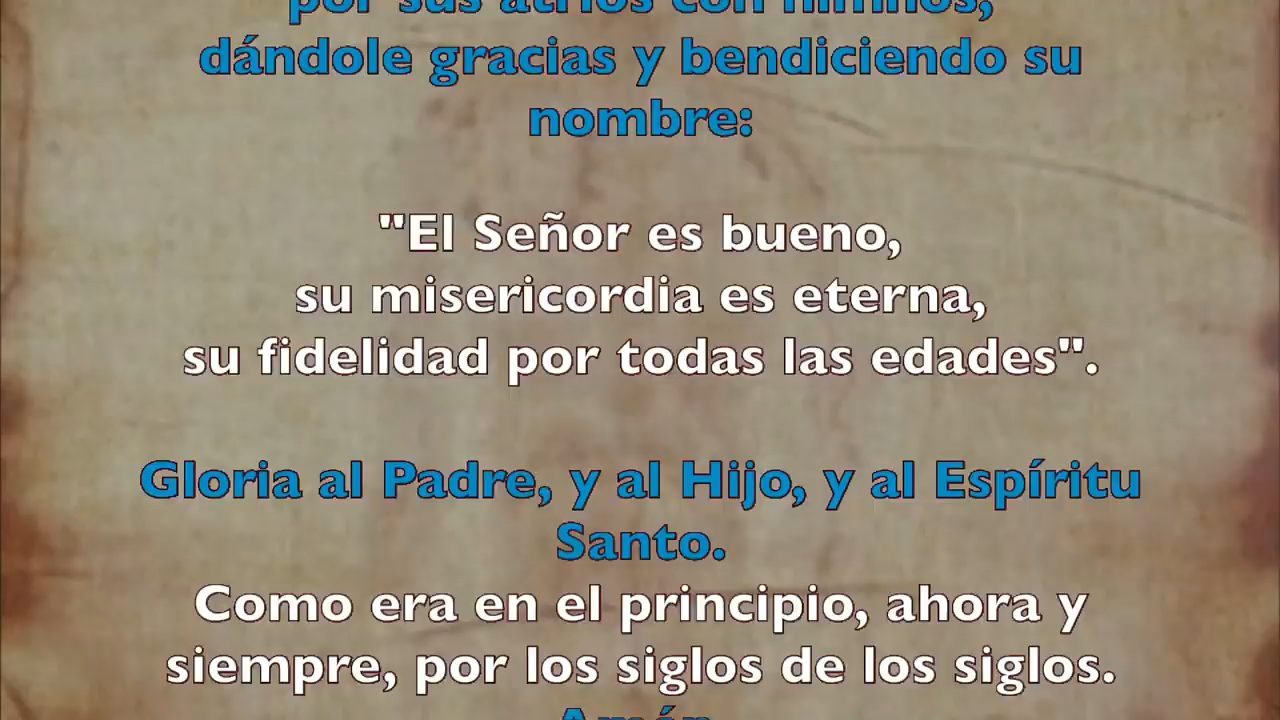 por sus atrios con himnos,
dándole gracias y bendiciendo su
nombre:
"El Señor es bueno,
su misericordia es eterna,
su fidelidad por todas las edades".
Gloria al Padre, y al Hijo, y al Espíritu
Santo.
Como era en el principio, ahora y
siempre, por los siglos de los siglos.
Amén.